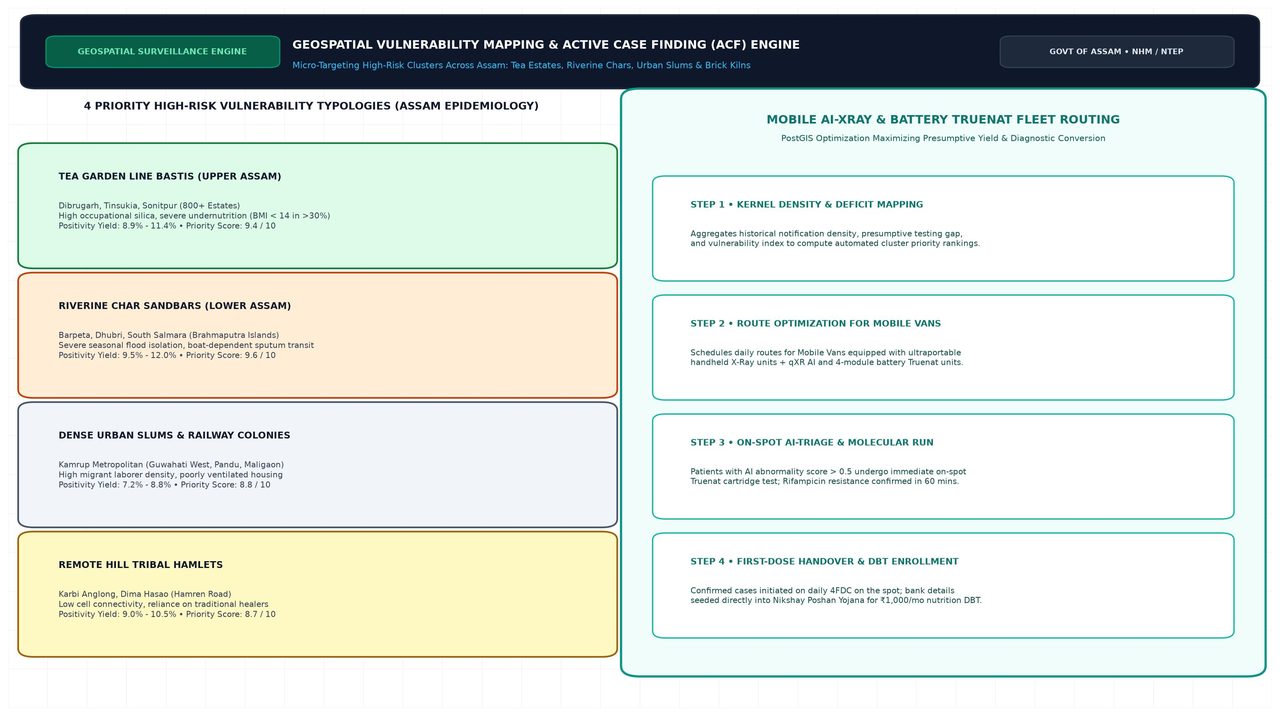 GEOSPATIAL SURVEILLANCE ENGINE
GEOSPATIAL VULNERABILITY MAPPING & ACTIVE CASE FINDING (ACF) ENGINE
Micro-Targeting High-Risk Clusters Across Assam: Tea Estates, Riverine Chars, Urban Slums & Brick Kilns
GOVT OF ASSAM • NHM / NTEP
4 PRIORITY HIGH-RISK VULNERABILITY TYPOLOGIES (ASSAM EPIDEMIOLOGY)
TEA GARDEN LINE BASTIS (UPPER ASSAM)
Dibrugarh, Tinsukia, Sonitpur (800+ Estates)
High occupational silica, severe undernutrition (BMI < 14 in >30%)
Positivity Yield: 8.9% - 11.4% • Priority Score: 9.4 / 10
RIVERINE CHAR SANDBARS (LOWER ASSAM)
Barpeta, Dhubri, South Salmara (Brahmaputra Islands)
Severe seasonal flood isolation, boat-dependent sputum transit
Positivity Yield: 9.5% - 12.0% • Priority Score: 9.6 / 10
DENSE URBAN SLUMS & RAILWAY COLONIES
Kamrup Metropolitan (Guwahati West, Pandu, Maligaon)
High migrant laborer density, poorly ventilated housing
Positivity Yield: 7.2% - 8.8% • Priority Score: 8.8 / 10
REMOTE HILL TRIBAL HAMLETS
Karbi Anglong, Dima Hasao (Hamren Road)
Low cell connectivity, reliance on traditional healers
Positivity Yield: 9.0% - 10.5% • Priority Score: 8.7 / 10
MOBILE AI-XRAY & BATTERY TRUENAT FLEET ROUTING
PostGIS Optimization Maximizing Presumptive Yield & Diagnostic Conversion
STEP 1 • KERNEL DENSITY & DEFICIT MAPPING
Aggregates historical notification density, presumptive testing gap,
and vulnerability index to compute automated cluster priority rankings.
STEP 2 • ROUTE OPTIMIZATION FOR MOBILE VANS
Schedules daily routes for Mobile Vans equipped with ultraportable
handheld X-Ray units + qXR AI and 4-module battery Truenat units.
STEP 3 • ON-SPOT AI-TRIAGE & MOLECULAR RUN
Patients with AI abnormality score > 0.5 undergo immediate on-spot
Truenat cartridge test; Rifampicin resistance confirmed in 60 mins.
STEP 4 • FIRST-DOSE HANDOVER & DBT ENROLLMENT
Confirmed cases initiated on daily 4FDC on the spot; bank details
seeded directly into Nikshay Poshan Yojana for ₹1,000/mo nutrition DBT.